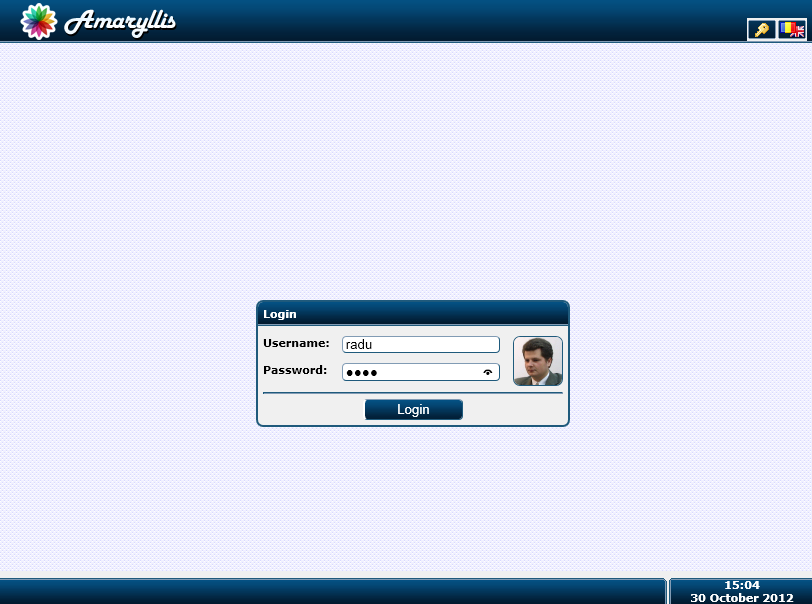 Amaryllis
Login
Username: radu
Password: ••••
Login
15:04
30 October 2012